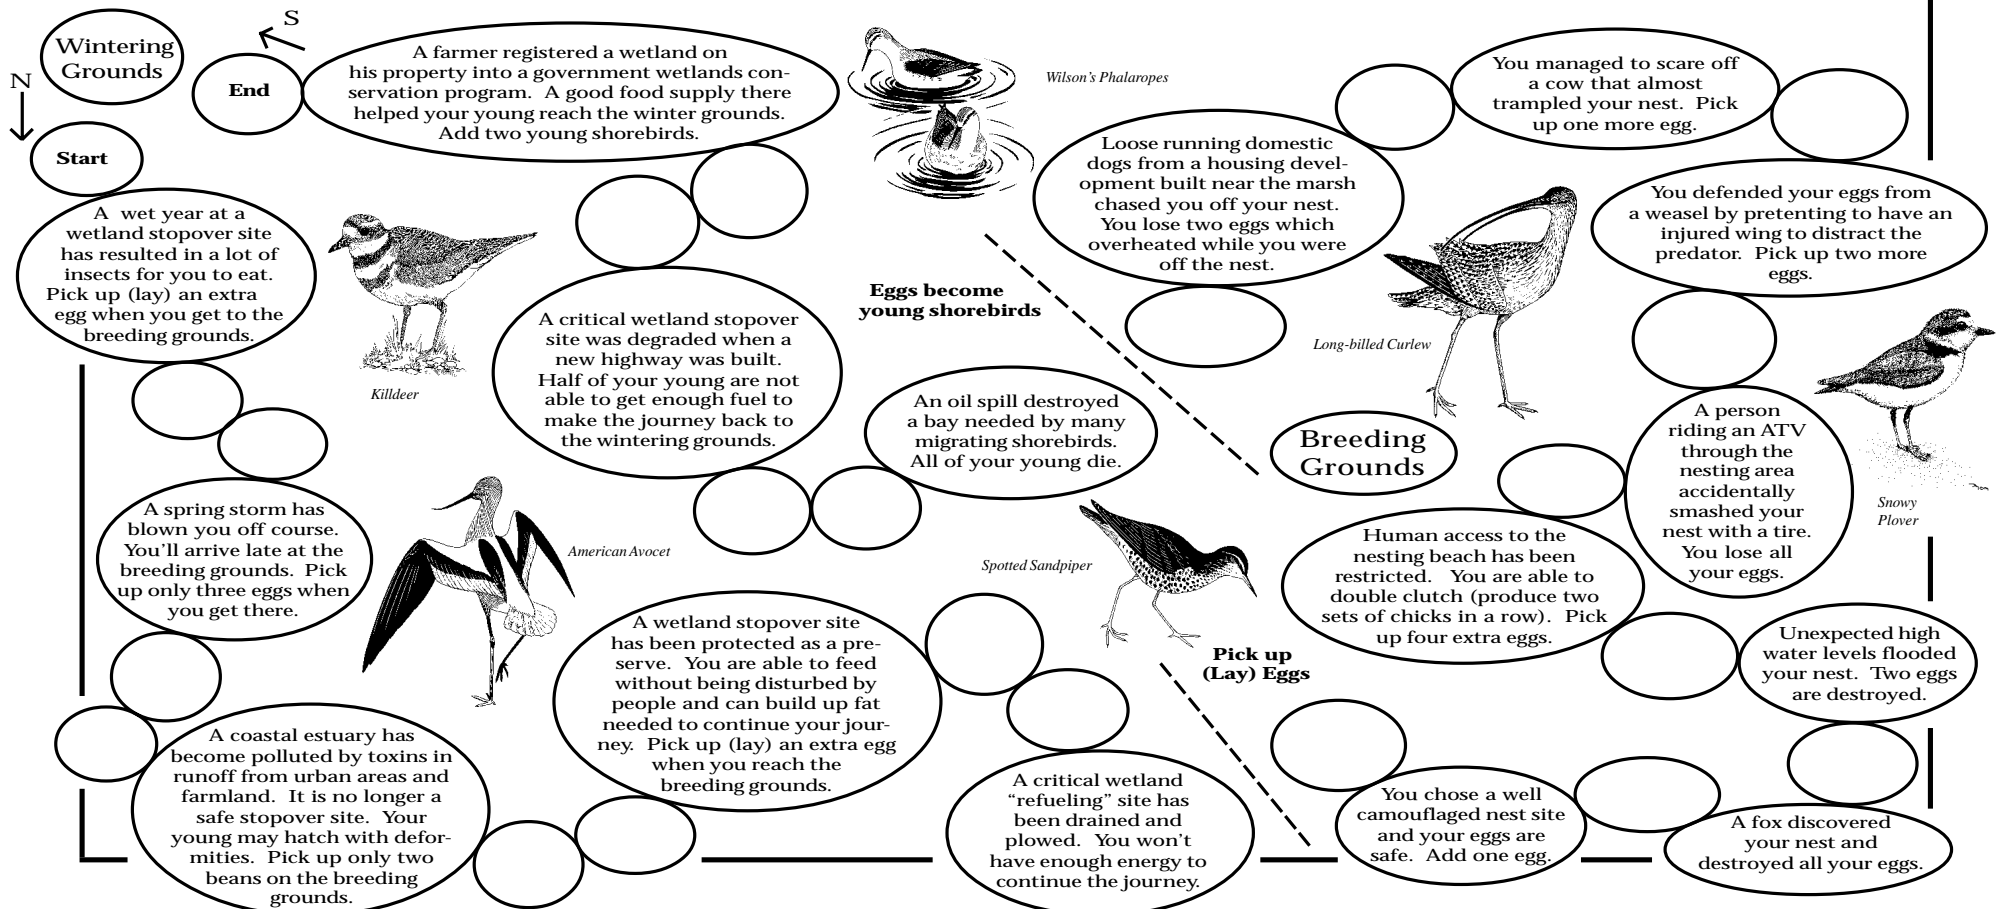 Wintering
Grounds
N
S
Start
End
A wet year at a
wetland stopover site
has resulted in a lot of
insects for you to eat.
Pick up (lay) an extra
egg when you get to the
breeding grounds.
Killdeer
A spring storm has
blown you off course.
You'll arrive late at the
breeding grounds. Pick
up only three eggs when
you get there.
A coastal estuary has
become polluted by toxins in
runoff from urban areas and
farmland. It is no longer a
safe stopover site. Your
young may hatch with defor-
mities. Pick up only two
beans on the breeding
grounds.
American Avocet
A wetland stopover site
has been protected as a pre-
serve. You are able to feed
without being disturbed by
people and can build up fat
needed to continue your jour-
ney. Pick up (lay) an extra egg
when you reach the
breeding grounds.
A critical wetland
“refueling” site has
been drained and
plowed. You won't
have enough energy to
continue the journey.
Spotted Sandpiper
Pick up
(Lay) Eggs
You chose a well
camouflaged nest site
and your eggs are
safe. Add one egg.
A fox discovered
your nest and
destroyed all your eggs.
Unexpected high
water levels flooded
your nest. Two eggs
are destroyed.
Human access to the
nesting beach has been
restricted. You are able to
double clutch (produce two
sets of chicks in a row). Pick
up four extra eggs.
Breeding
Grounds
A person
riding an ATV
through the
nesting area
accidentally
smashed your
nest with a tire.
You lose all
your eggs.
Snowy
Plover
You defended your eggs from
a weasel by pretenting to have an
injured wing to distract the
predator. Pick up two more
eggs.
You managed to scare off
a cow that almost
trampled your nest. Pick
up one more egg.
Long-billed Curlew
Loose running domestic
dogs from a housing devel-
opment built near the marsh
chased you off your nest.
You lose two eggs which
overheated while you were
off the nest.
Eggs become
young shorebirds
An oil spill destroyed
a bay needed by many
migrating shorebirds.
All of your young die.
A critical wetland stopover
site was degraded when a
new highway was built.
Half of your young are not
able to get enough fuel to
make the journey back to
the wintering grounds.
Wilson's Phalaropes
A farmer registered a wetland on
his property into a government wetlands con-
servation program. A good food supply there
helped your young reach the winter grounds.
Add two young shorebirds.